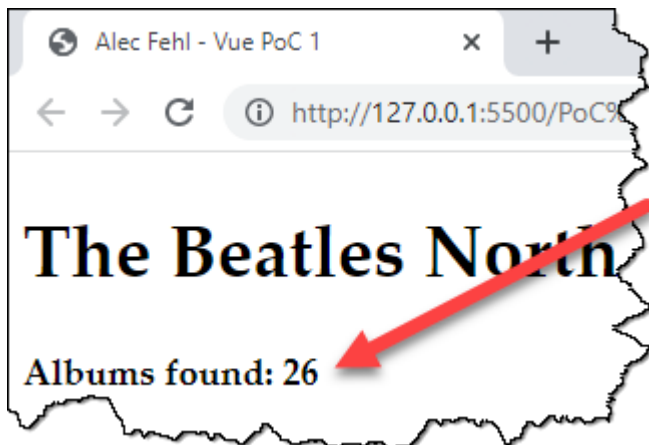 Alec Fehl - Vue PoC 1
http://127.0.0.1:5500/PoC%
The Beatles North
Albums found: 26